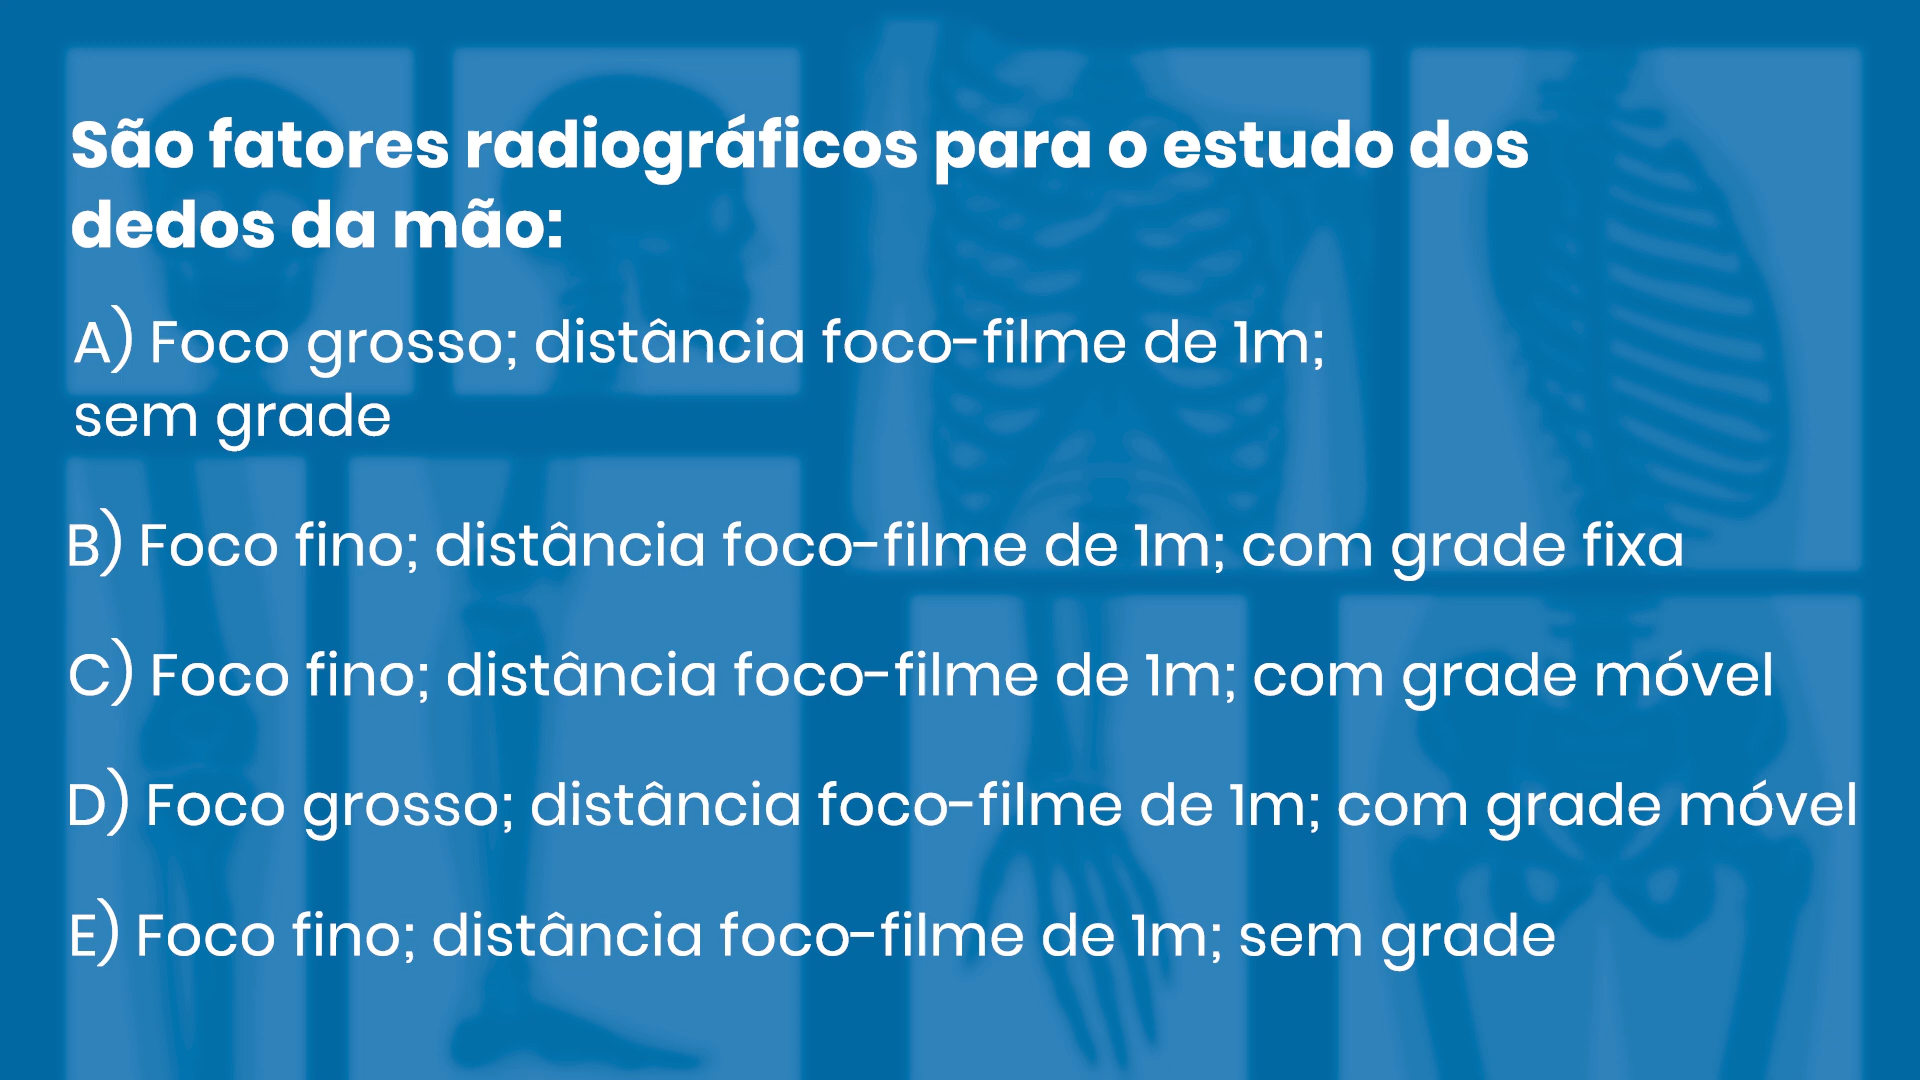 São fatores radiográficos para o estudo dos
dedos da mão:
A) Foco grosso; distância foco-filme de 1m;
sem grade
B) Foco fino; distância foco-filme de 1m; com grade fixa
C) Foco fino; distância foco-filme de 1m; com grade móvel
D) Foco grosso; distância foco-filme de 1m; com grade móvel
E) Foco fino; distância foco-filme de 1m; sem grade